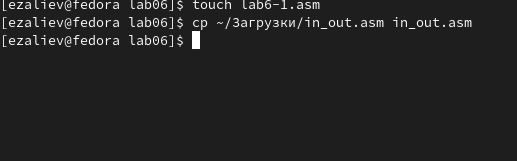 [ezaliev@fedora lab06]$ touch lab6-1.asm
[ezaliev@fedora lab06]$ cp ~/Загрузки/in_out.asm in_out.asm
[ezaliev@fedora lab06]$